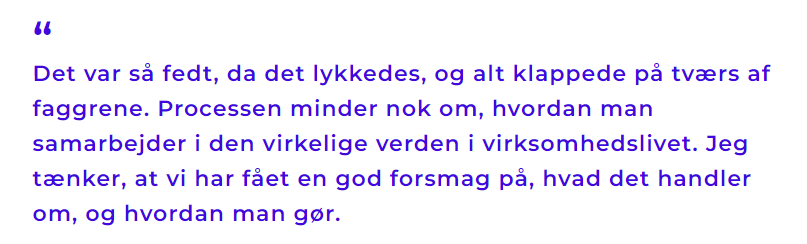 “
Det var så fedt, da det lykkedes, og alt klappede på tværs af
faggrene. Processen minder nok om, hvordan man
samarbejder i den virkelige verden i virksomhedslivet. Jeg
tænker, at vi har fået en god forsmag på, hvad det handler
om, og hvordan man gør.